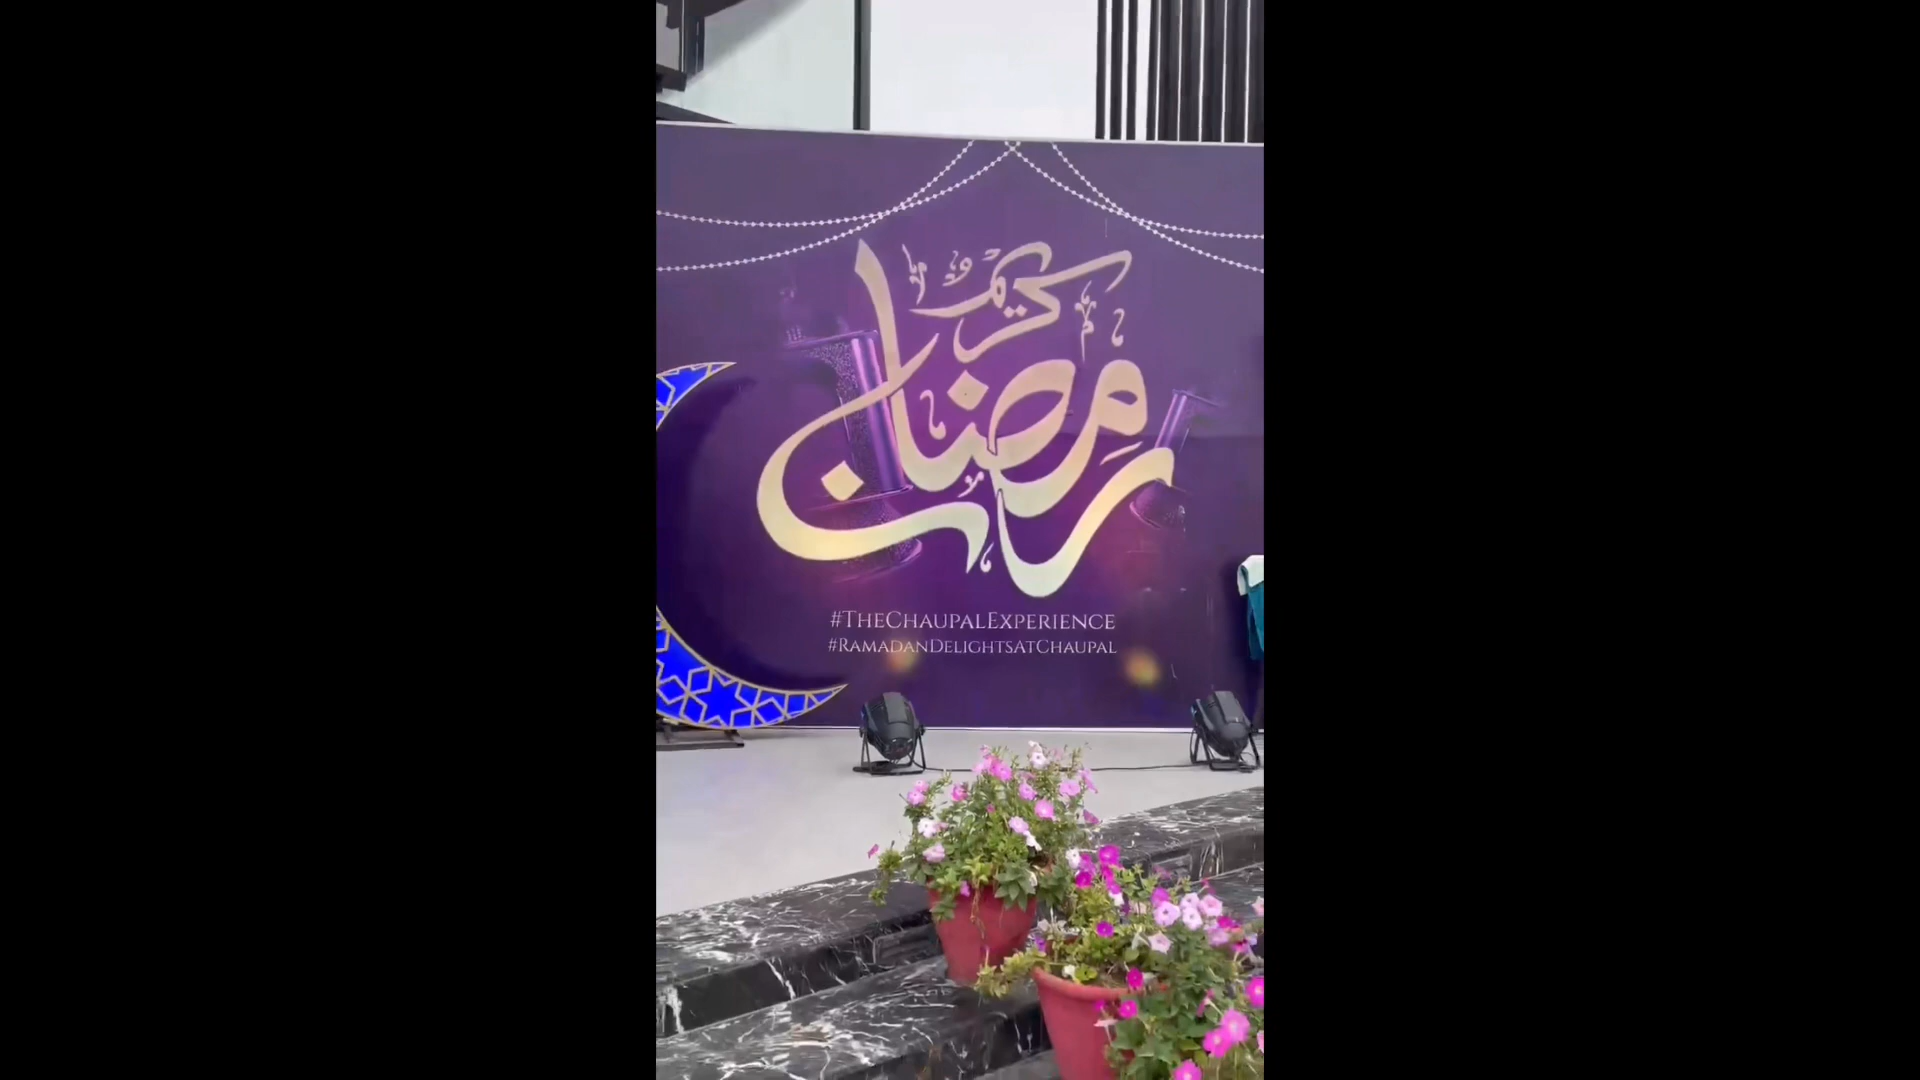 رمضان كريم
#TheChaupalExperience
#RamadanDelightsAtChaupal